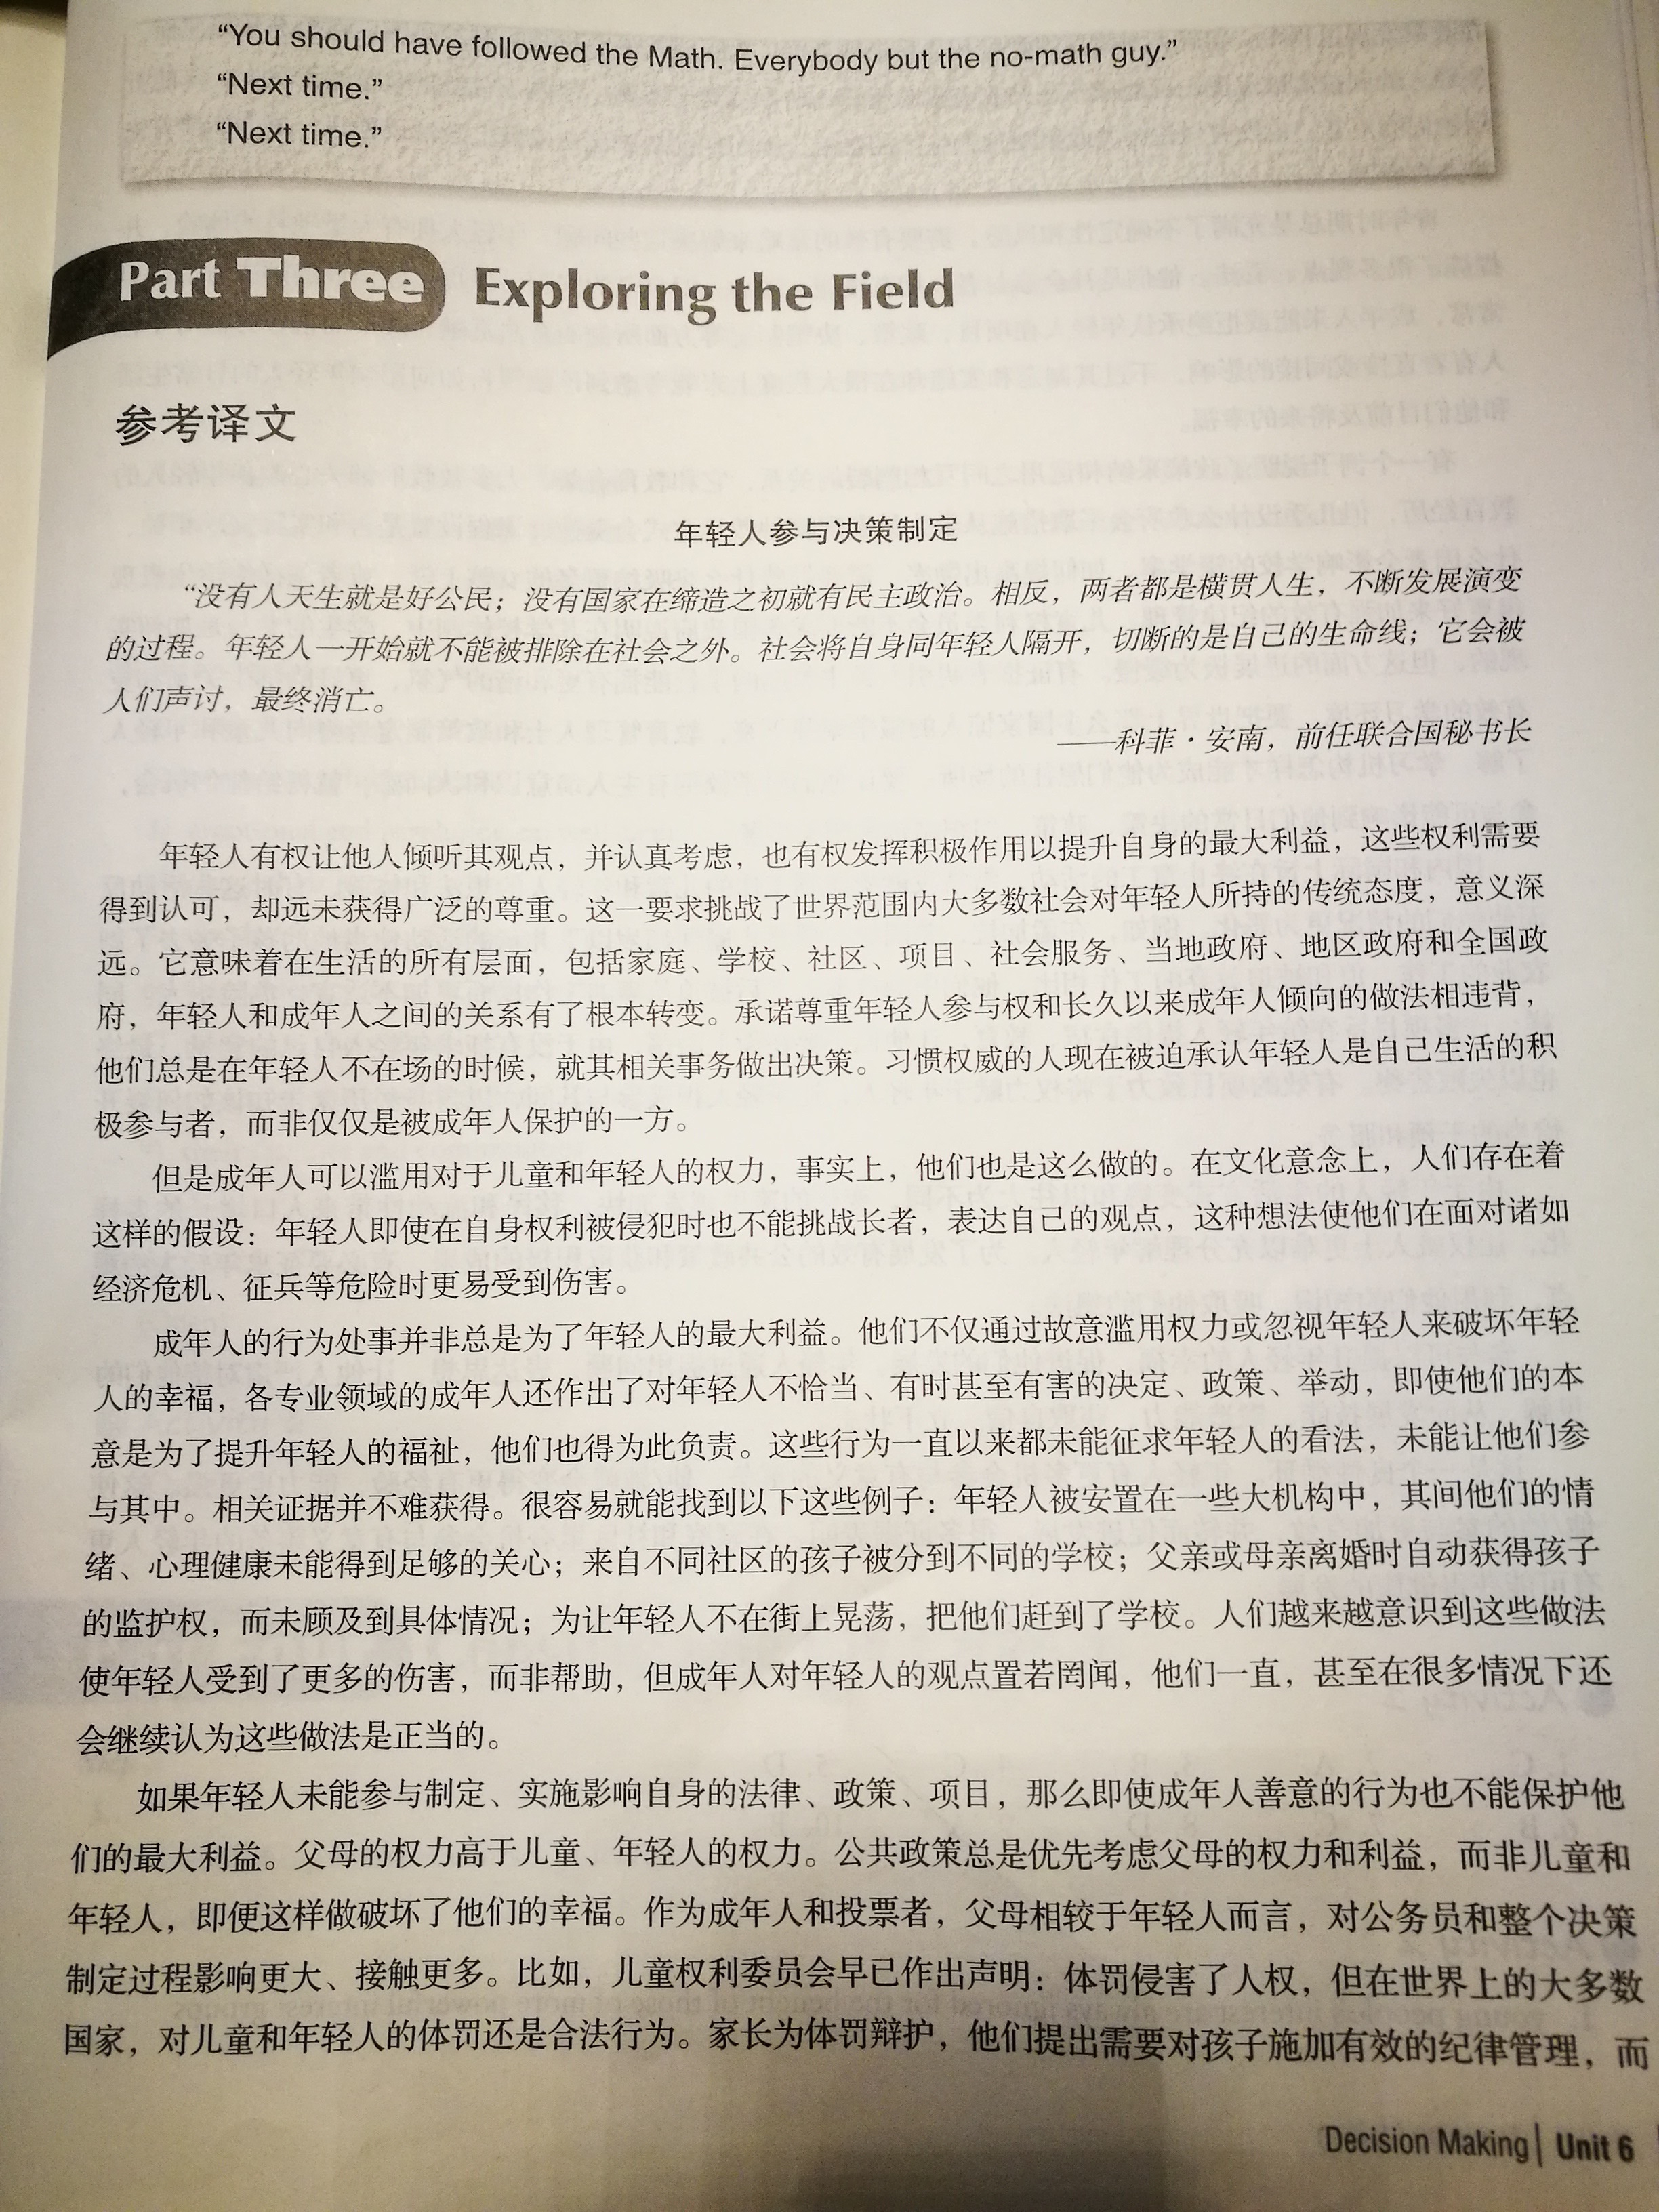 “You should have followed the Math. Everybody but the no-math guy.”
“Next time.”
“Next time.”
Part Three Exploring the Field
参考译文
年轻人参与决策制定
“没有人天生就是好公民；没有国家在缔造之初就有民主政治。相反，两者都是横贯人生，不断发展演变
的过程。年轻人一开始就不能被排除在社会之外。社会将自身同年轻人隔开，切断的是自己的生命线；它会被
人们声讨，最终消亡。
——科菲·安南，前任联合国秘书长
年轻人有权让他人倾听其观点，并认真考虑，也有权发挥积极作用以提升自身的最大利益，这些权利需要
得到认可，却远未获得广泛的尊重。这一要求挑战了世界范围内大多数社会对年轻人所持的传统态度，意义深
远。它意味着在生活的所有层面，包括家庭、学校、社区、项目、社会服务、当地政府、地区政府和全国政
府，年轻人和成年人之间的关系有了根本转变。承诺尊重年轻人参与权和长久以来成年人倾向的做法相违背，
他们总是在年轻人不在场的时候，就其相关事务做出决策。习惯权威的人现在被迫承认年轻人是自己生活的积
极参与者，而非仅仅是被成年人保护的一方。
但是成年人可以滥用对于儿童和年轻人的权力，事实上，他们也是这么做的。在文化意念上，人们存在着
这样的假设：年轻人即使在自身权利被侵犯时也不能挑战长者，表达自己的观点，这种想法使他们在面对诸如
经济危机、征兵等危险时更易受到伤害。
成年人的行为处事并非总是为了年轻人的最大利益。他们不仅通过故意滥用权力或忽视年轻人来破坏年轻
人的幸福，各专业领域的成年人还作出了对年轻人不恰当、有时甚至有害的决定、政策、举动，即使他们的本
意是为了提升年轻人的福祉，他们也得为此负责。这些行为一直以来都未能征求年轻人的看法，未能让他们参
与其中。相关证据并不难获得。很容易就能找到以下这些例子：年轻人被安置在一些大机构中，其间他们的情
绪、心理健康未能得到足够的关心；来自不同社区的孩子被分到不同的学校；父亲或母亲离婚时自动获得孩子
的监护权，而未顾及到具体情况；为让年轻人不在街上晃荡，把他们赶到了学校。人们越来越意识到这些做法
使年轻人受到了更多的伤害，而非帮助，但成年人对年轻人的观点置若罔闻，他们一直，甚至在很多情况下还
会继续认为这些做法是正当的。
如果年轻人未能参与制定、实施影响自身的法律、政策、项目，那么即使成年人善意的行为也不能保护他
们的最大利益。父母的权力高于儿童、年轻人的权力。公共政策总是优先考虑父母的权力和利益，而非儿童和
年轻人，即便这样做破坏了他们的幸福。作为成年人和投票者，父母相较于年轻人而言，对公务员和整个决策
制定过程影响更大、接触更多。比如，儿童权利委员会早已作出声明：体罚侵害了人权，但在世界上的大多数
国家，对儿童和年轻人的体罚还是合法行为。家长为体罚辩护，他们提出需要对孩子施加有效的纪律管理，而
Decision Making | Unit 6